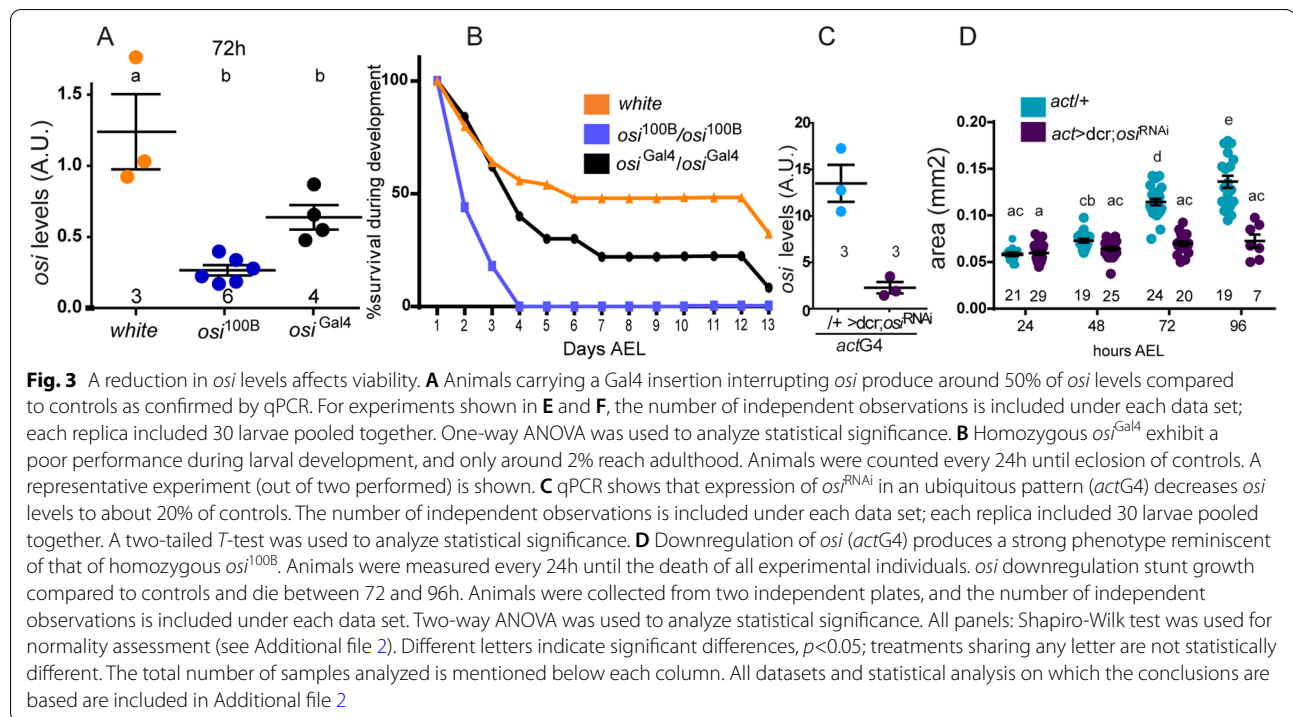 A
72h
a
b
b
osi levels (A.U.)
1.5
1.0
0.5
0.0
3
6
4
white
osi100B
osiGal4
B
%survival during development
100
50
0
white
osi100B/osi100B
osiGal4/osiGal4
1 2 3 4 5 6 7 8 9 10 11 12 13
Days AEL
C
osi levels (A.U.)
20
15
10
5
0
3
3
/+ >dcr;osiRNAi
actG4
D
act/+
act>dcr;osiRNAi
area (mm2)
0.20
0.15
0.10
0.05
0.00
ac a cb ac d ac e ac
21 29 19 25 24 20 19 7
24 48 72 96
hours AEL
Fig. 3 A reduction in osi levels affects viability. A Animals carrying a Gal4 insertion interrupting osi produce around 50% of osi levels compared
to controls as confirmed by qPCR. For experiments shown in E and F, the number of independent observations is included under each data set;
each replica included 30 larvae pooled together. One-way ANOVA was used to analyze statistical significance. B Homozygous osiGal4 exhibit a
poor performance during larval development, and only around 2% reach adulthood. Animals were counted every 24h until eclosion of controls. A
representative experiment (out of two performed) is shown. C qPCR shows that expression of osiRNAi in an ubiquitous pattern (actG4) decreases osi
levels to about 20% of controls. The number of independent observations is included under each data set; each replica included 30 larvae pooled
together. A two-tailed T-test was used to analyze statistical significance. D Downregulation of osi (actG4) produces a strong phenotype reminiscent
of that of homozygous osi100B. Animals were measured every 24h until the death of all experimental individuals. osi downregulation stunt growth
compared to controls and die between 72 and 96h. Animals were collected from two independent plates, and the number of independent
observations is included under each data set. Two-way ANOVA was used to analyze statistical significance. All panels: Shapiro-Wilk test was used for
normality assessment (see Additional file 2). Different letters indicate significant differences, p<0.05; treatments sharing any letter are not statistically
different. The total number of samples analyzed is mentioned below each column. All datasets and statistical analysis on which the conclusions are
based are included in Additional file 2